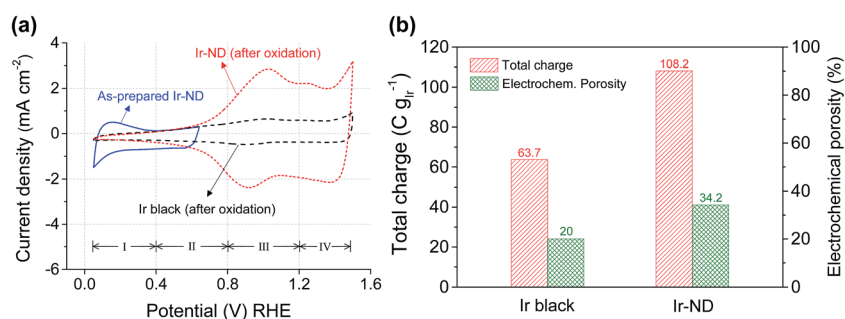 (a)
4
2
0
-2
-4
-6
Current density (mA cm⁻²)
Ir-ND (after oxidation)
As-prepared Ir-ND
Ir black (after oxidation)
I II III IV
0.0 0.4 0.8 1.2 1.6
Potential (V) RHE
(b)
120
100
80
60
40
20
0
Total charge (C g_Ir⁻¹)
Total charge
Electrochem. Porosity
63.7
20
108.2
34.2
Ir black Ir-ND
100
80
60
40
20
0
Electrochemical porosity (%)